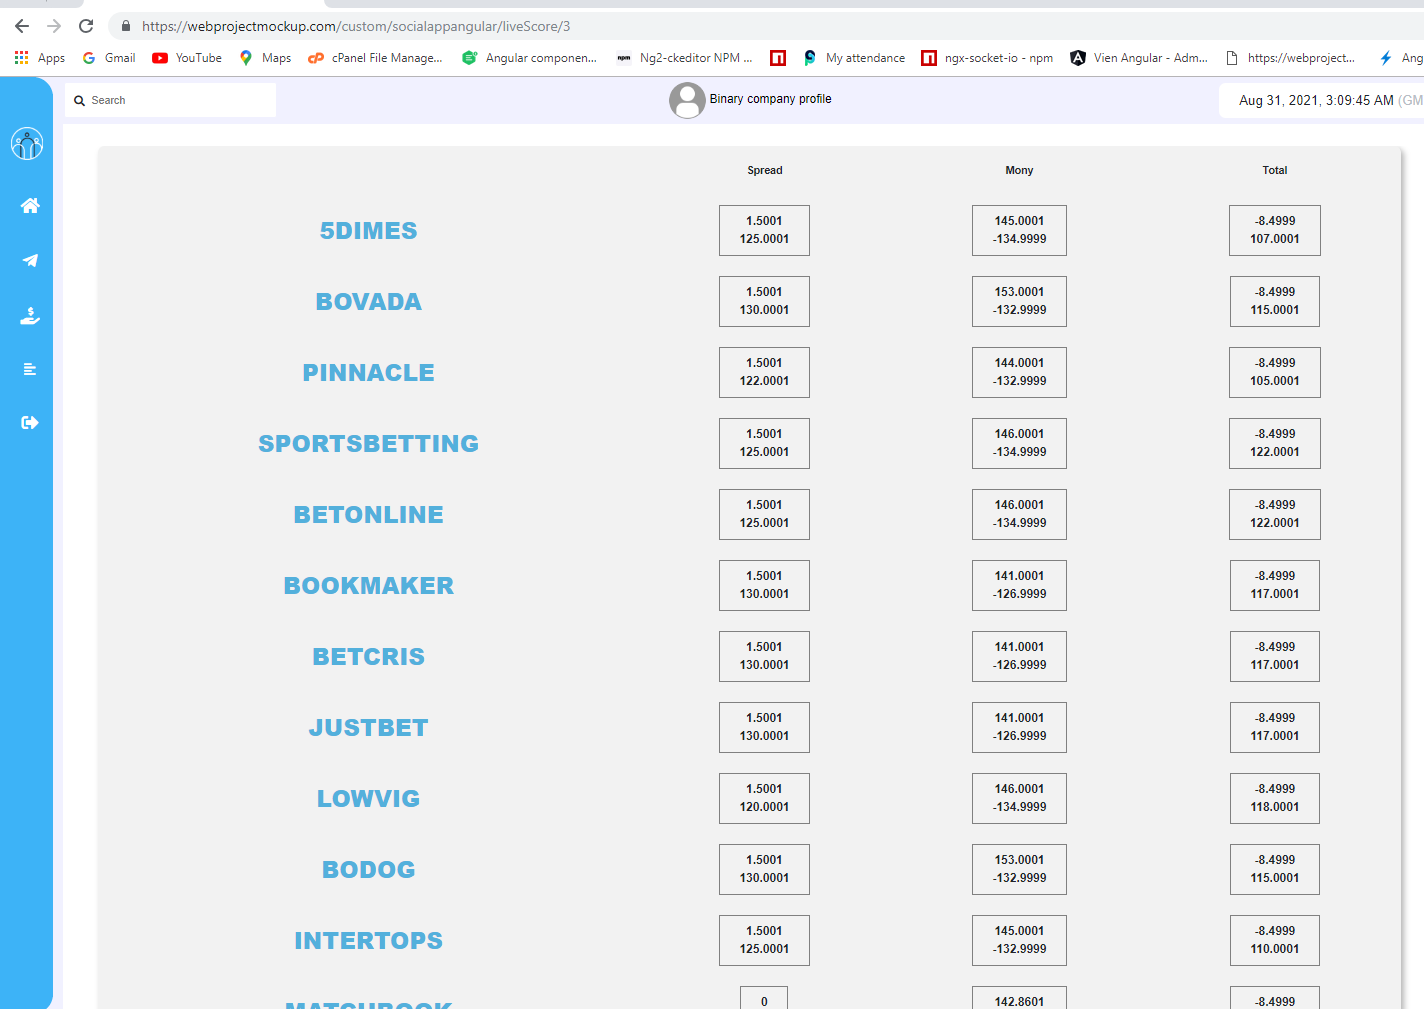 https://webprojectmockup.com/custom/socialappangular/liveScore/3
Apps Gmail YouTube Maps cPanel File Manage... Angular componen... npm Ng2-ckeditor NPM ... My attendance ngx-socket-io - npm Vien Angular - Adm... https://webproject... Ang
Search Binary company profile Aug 31, 2021, 3:09:45 AM (GM
Spread Mony Total
5DIMES
1.5001 145.0001 -8.4999
125.0001 -134.9999 107.0001
BOVADA
1.5001 153.0001 -8.4999
130.0001 -132.9999 115.0001
PINNACLE
1.5001 144.0001 -8.4999
122.0001 -132.9999 105.0001
SPORTSBETTING
1.5001 146.0001 -8.4999
125.0001 -134.9999 122.0001
BETONLINE
1.5001 146.0001 -8.4999
125.0001 -134.9999 122.0001
BOOKMAKER
1.5001 141.0001 -8.4999
130.0001 -126.9999 117.0001
BETCRIS
1.5001 141.0001 -8.4999
130.0001 -126.9999 117.0001
JUSTBET
1.5001 141.0001 -8.4999
130.0001 -126.9999 117.0001
LOWVIG
1.5001 146.0001 -8.4999
120.0001 -134.9999 118.0001
BODOG
1.5001 153.0001 -8.4999
130.0001 -132.9999 115.0001
INTERTOPS
1.5001 145.0001 -8.4999
125.0001 -132.9999 110.0001
MATCHBOOK
0 142.8601 -8.4999